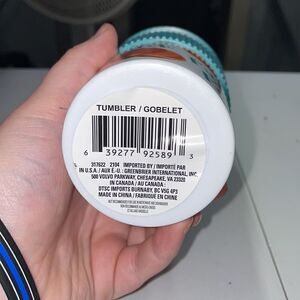 TUMBLER / GOBELET
6 39277 92589 3
317622 2104 IMPORTED BY / IMPORTÉ PAR
IN U.S.A / AUX É.-U. : GREENBRIER INTERNATIONAL, INC.
500 VOLVO PARKWAY, CHESAPEAKE, VA 23320
IN CANADA / AU CANADA :
DTSC IMPORTS BURNABY, BC V5G 4P3
MADE IN CHINA / FABRIQUÉ EN CHINE